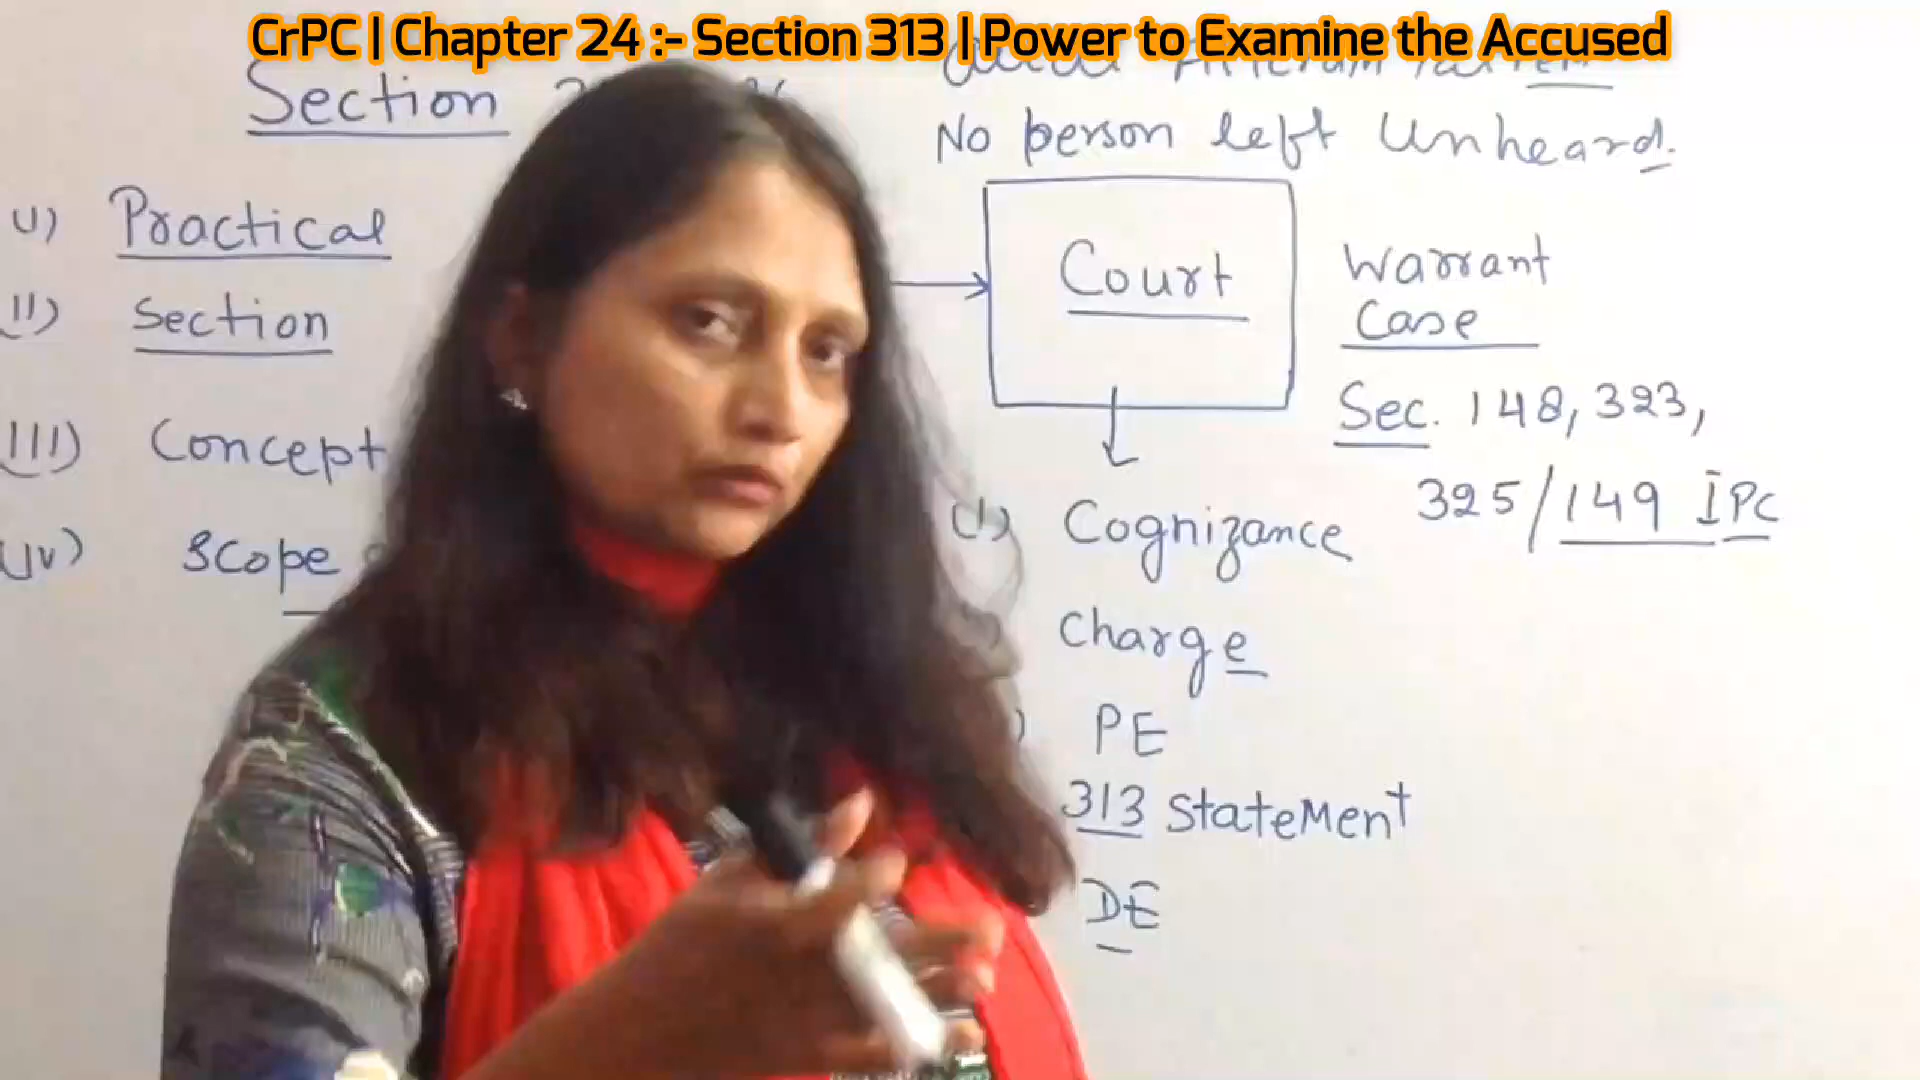 CrPC | Chapter 24 :- Section 313 | Power to Examine the Accused
Section
No person left Unheard.
I) Practical
II) Section
III) Concept
IV) Scope
Court
Warrant
Case
Sec. 148, 323,
325/149 IPC
(I) Cognizance
Charge
PE
313 Statement
DE